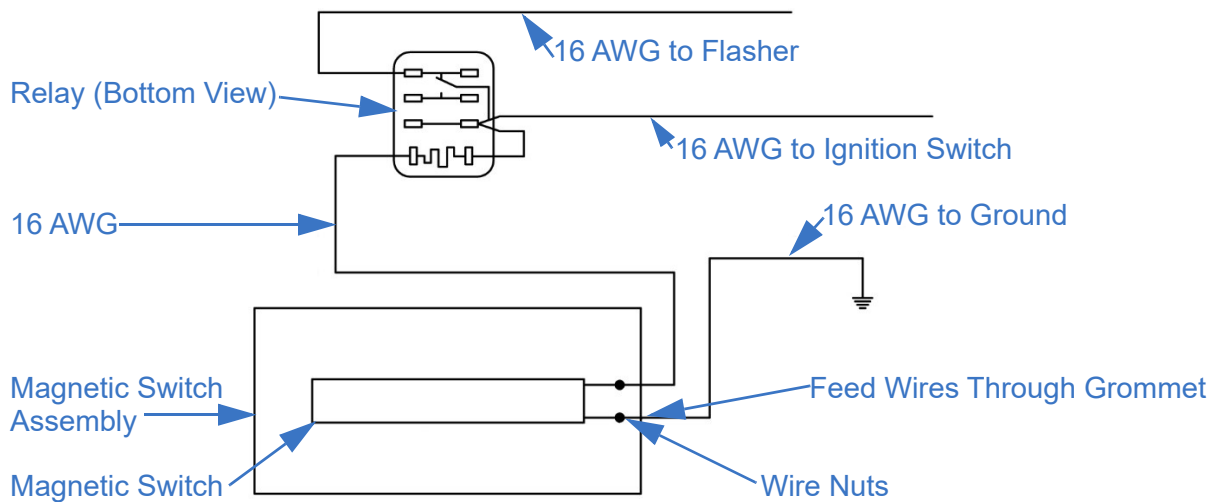 16 AWG to Flasher
Relay (Bottom View)
16 AWG to Ignition Switch
16 AWG
16 AWG to Ground
Magnetic Switch
Assembly
Feed Wires Through Grommet
Magnetic Switch
Wire Nuts